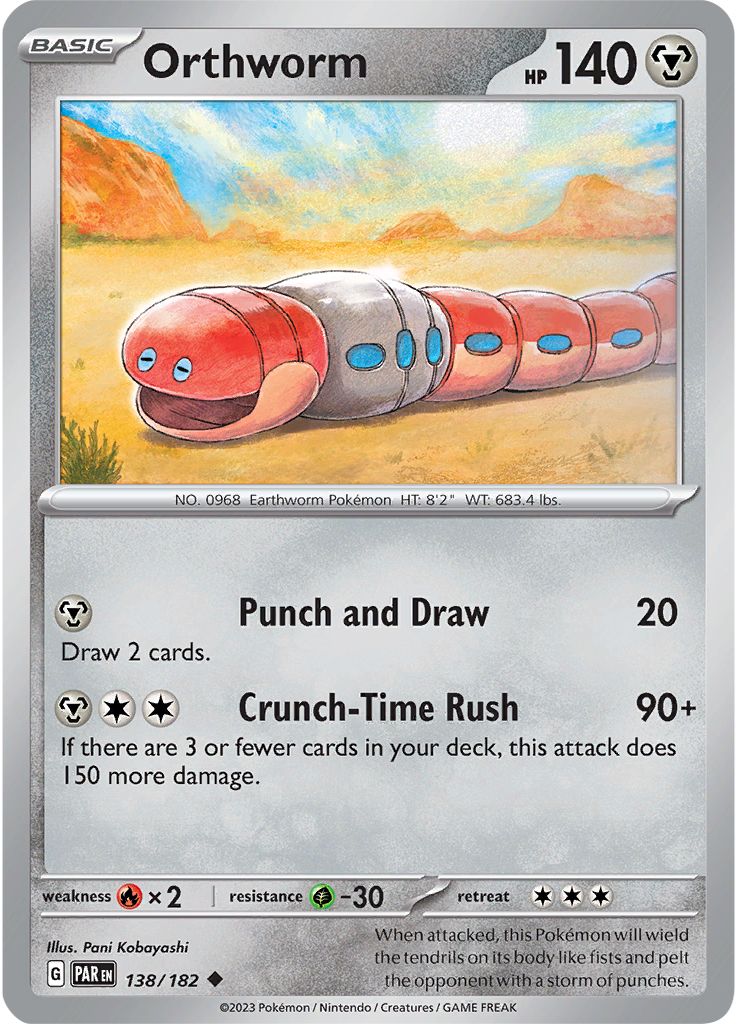 BASIC
Orthworm
HP 140
NO. 0968 Earthworm Pokémon HT: 8'2" WT: 683.4 lbs.
Punch and Draw 20
Draw 2 cards.
Crunch-Time Rush 90+
If there are 3 or fewer cards in your deck, this attack does
150 more damage.
weakness ×2 resistance -30 retreat
Illus. Pani Kobayashi
When attacked, this Pokémon will wield
the tendrils on its body like fists and pelt
the opponent with a storm of punches.
G PAR EN 138/182
©2023 Pokémon / Nintendo / Creatures / GAME FREAK